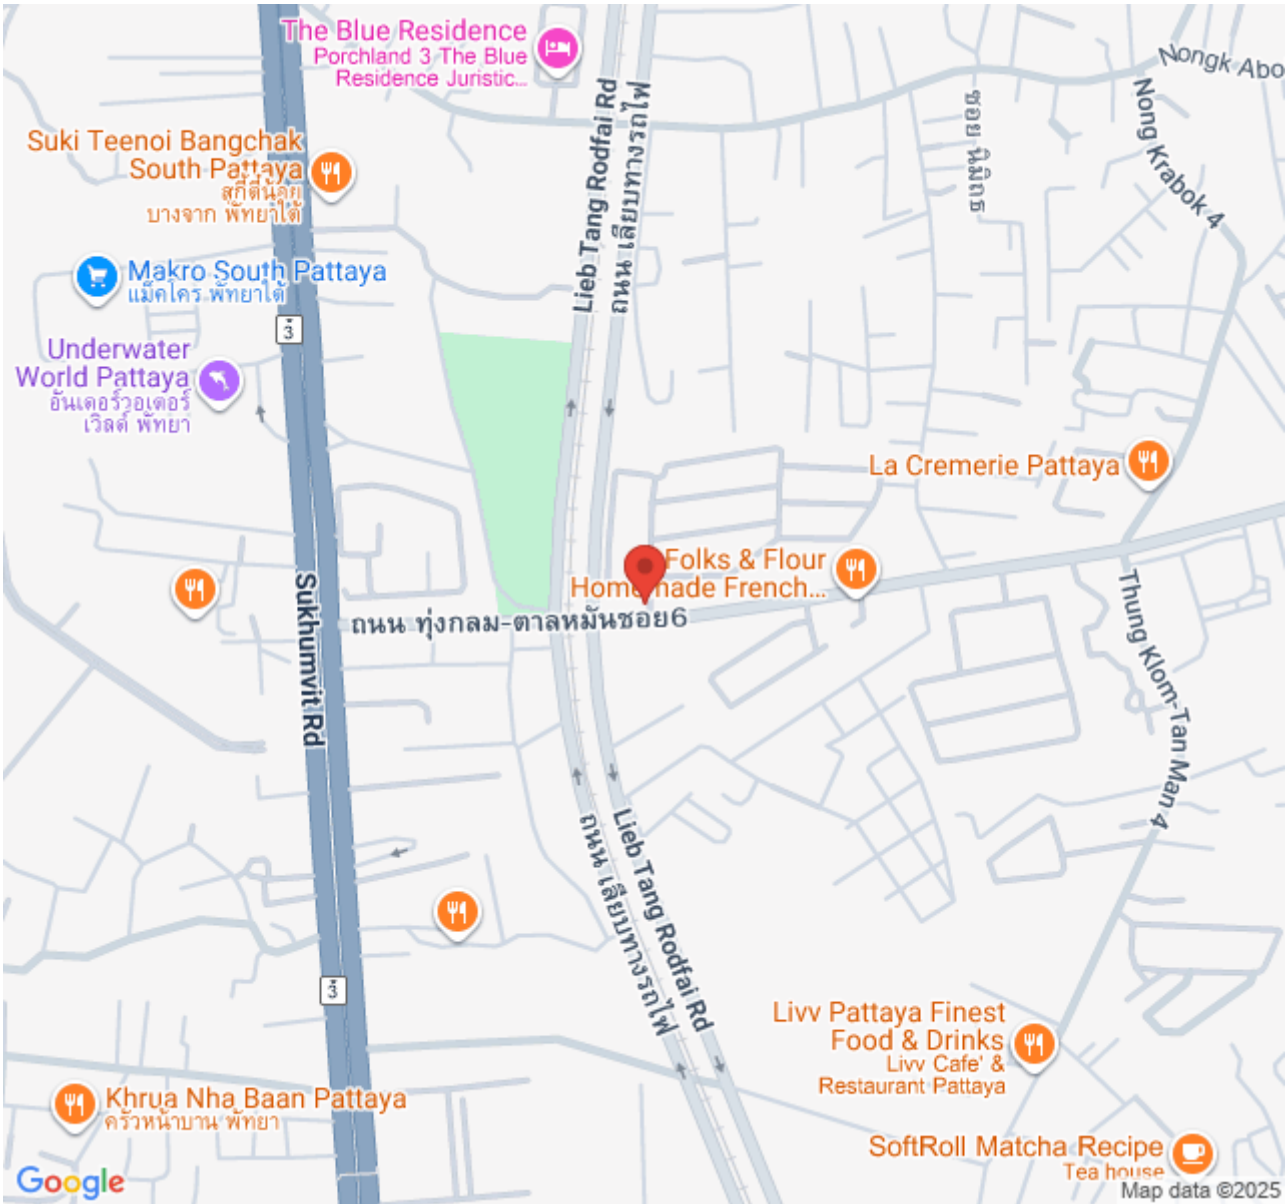 The Blue Residence
Porchland 3 The Blue
Residence Juristic...
Nongk Abo
Lieb Tang Rodfai Rd
ถนน เลียบทางรถไฟ
ซอย นิมิตร
Nong Krabok 4
Suki Teenoi Bangchak
South Pattaya
สุกี้ตี๋น้อย
บางจาก พัทยาใต้
Makro South Pattaya
แม็คโคร พัทยาใต้
3
Underwater
World Pattaya
อันเดอร์วอเตอร์
เวิลด์ พัทยา
La Cremerie Pattaya
Folks & Flour
Homemade French...
ถนน ทุ่งกลม-ตาลหมันซอย6
Sukhumvit Rd
Thung Klom-Tan Man 4
Lieb Tang Rodfai Rd
ถนน เลียบทางรถไฟ
3
Livv Pattaya Finest
Food & Drinks
Livv Cafe' &
Restaurant Pattaya
Khrua Nha Baan Pattaya
ครัวหน้าบาน พัทยา
SoftRoll Matcha Recipe
Tea house
Google
Map data ©2025